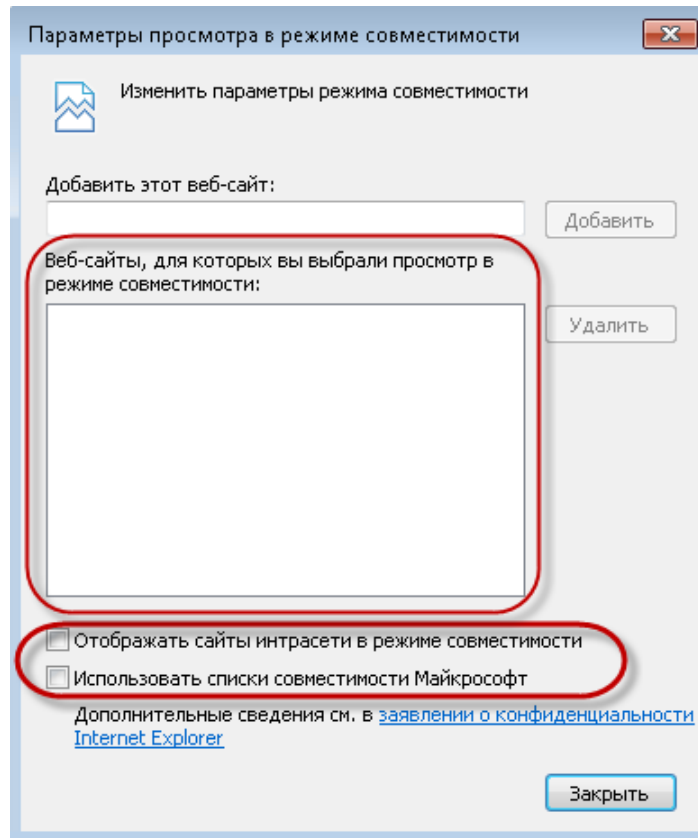 Параметры просмотра в режиме совместимости
Изменить параметры режима совместимости
Добавить этот веб-сайт:
Добавить
Веб-сайты, для которых вы выбрали просмотр в
режиме совместимости:
Удалить
Отображать сайты интрасети в режиме совместимости
Использовать списки совместимости Майкрософт
Дополнительные сведения см. в заявлении о конфиденциальности
Internet Explorer
Закрыть